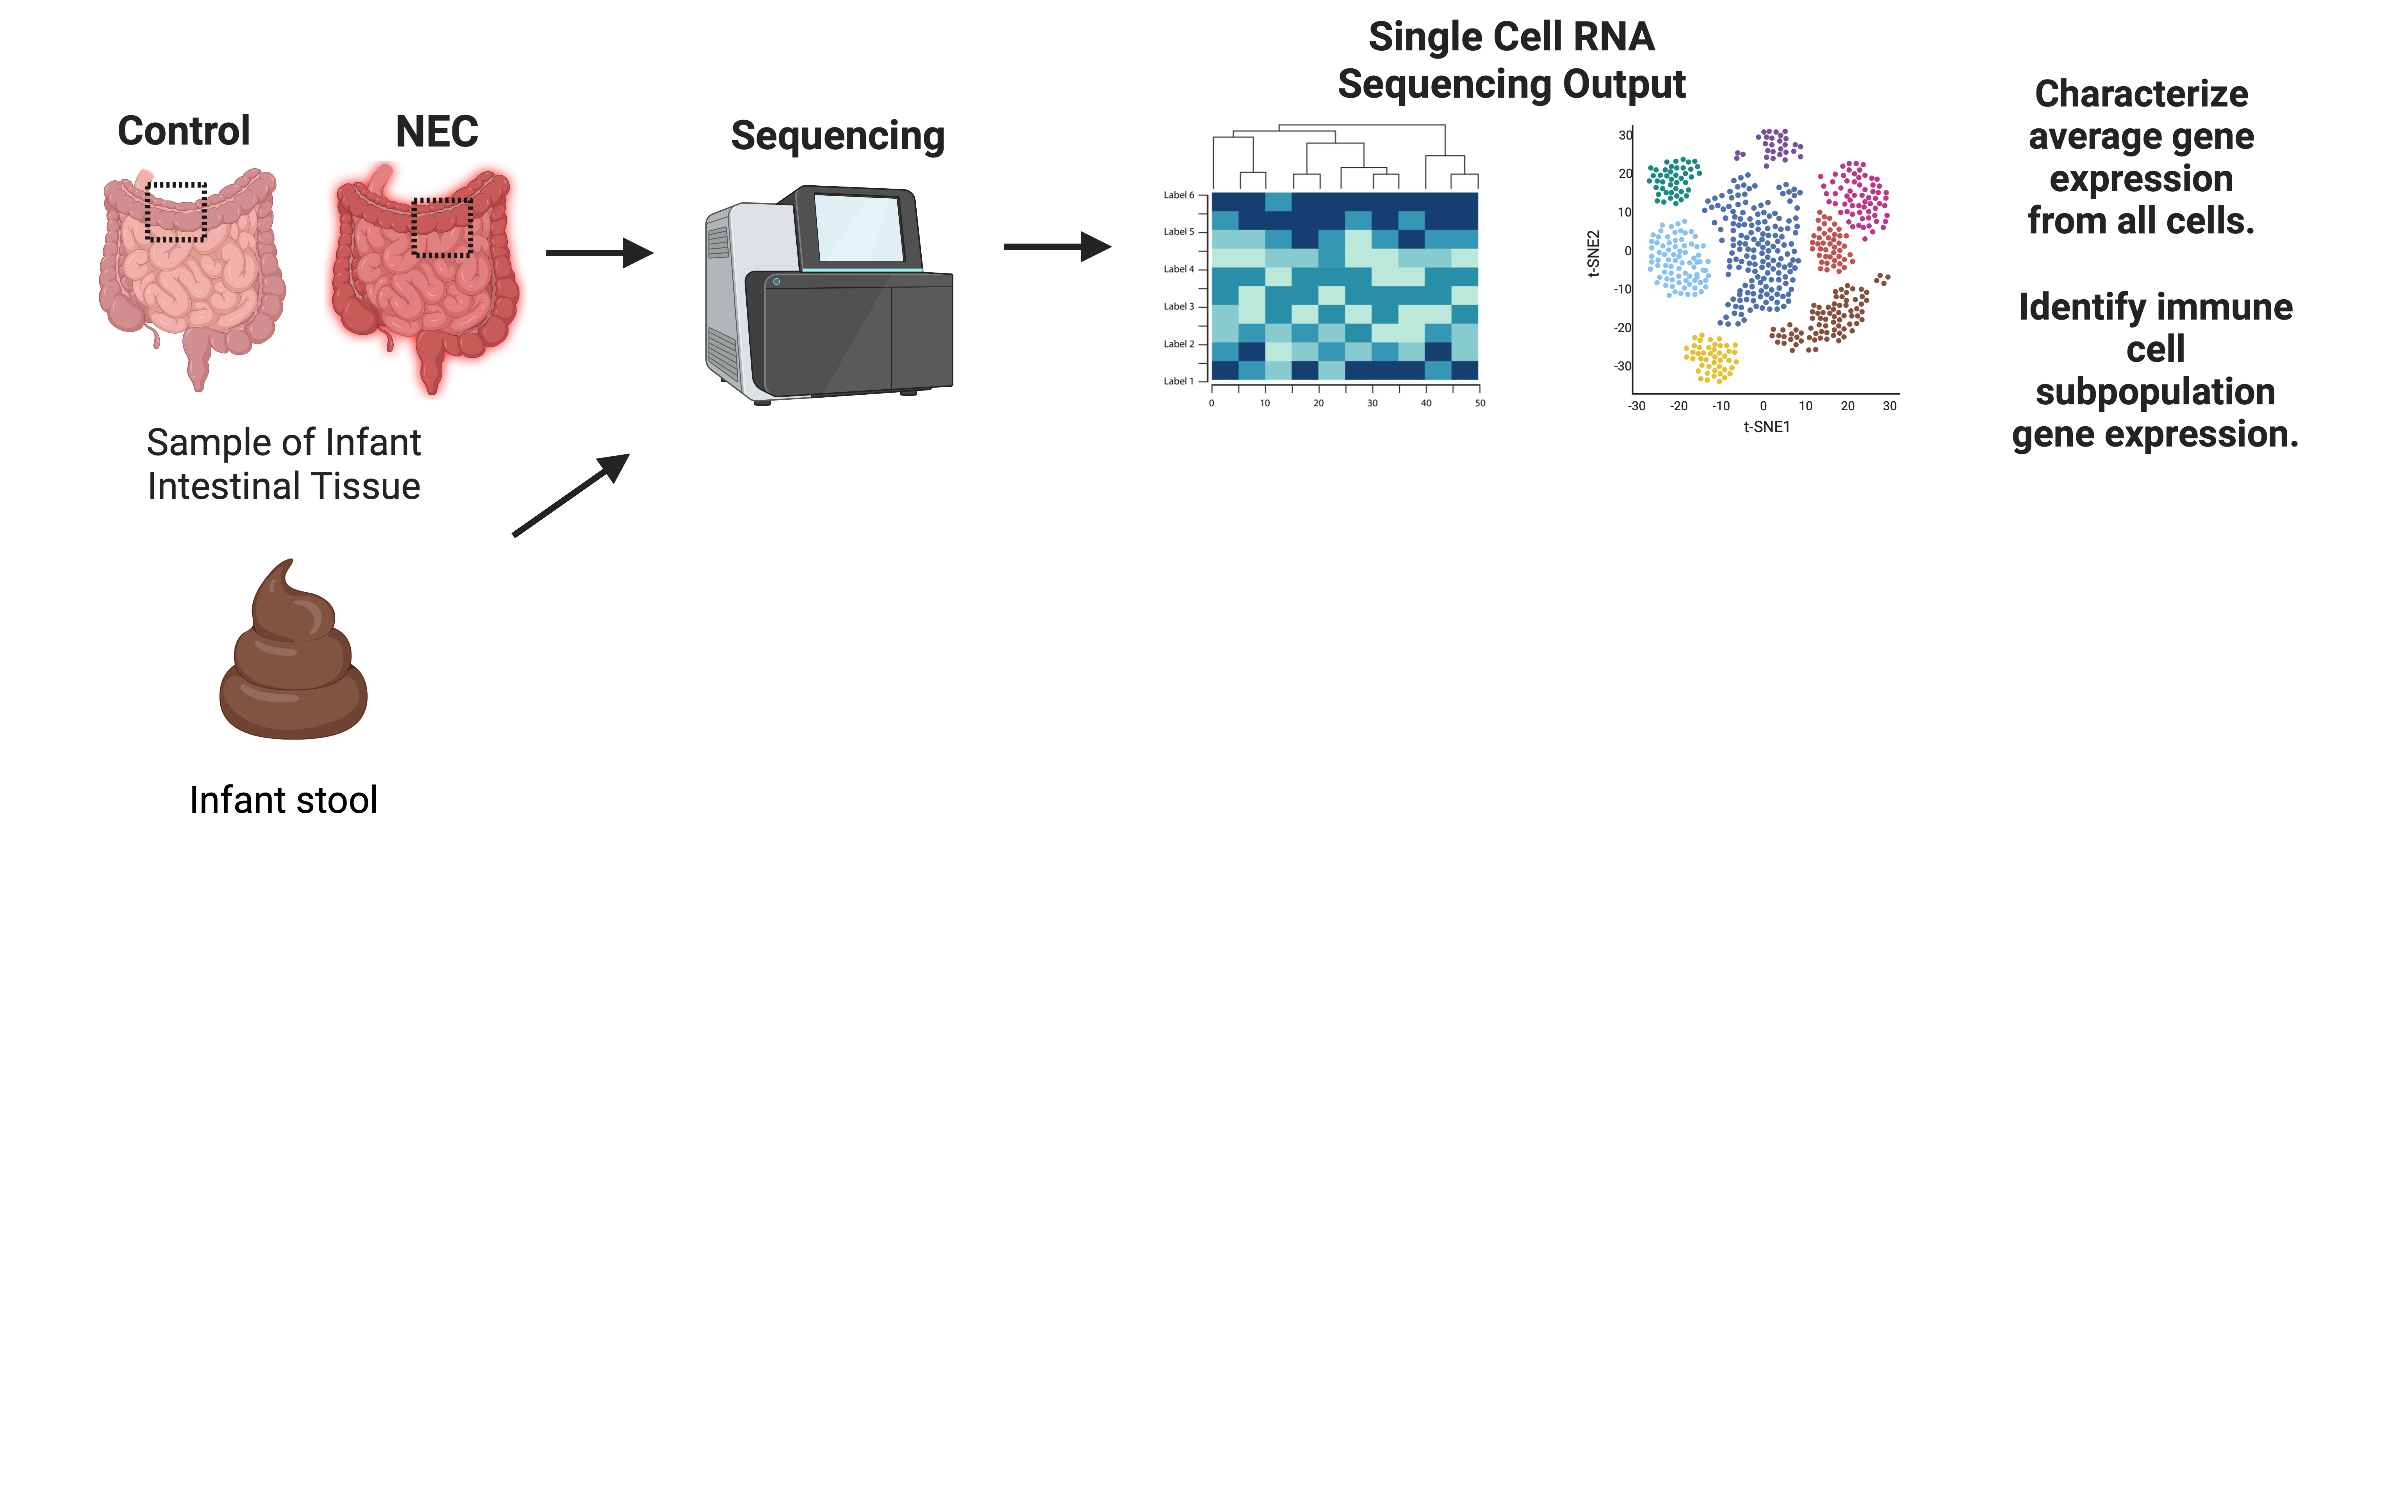 Control
NEC
Sample of Infant
Intestinal Tissue
Infant stool
Sequencing
Single Cell RNA
Sequencing Output
Label 6
Label 5
Label 4
Label 3
Label 2
Label 1
0 10 20 30 40 50
t-SNE2
30
20
10
0
-10
-20
-30
-30 -20 -10 0 10 20 30
t-SNE1
Characterize
average gene
expression
from all cells.
Identify immune
cell
subpopulation
gene expression.